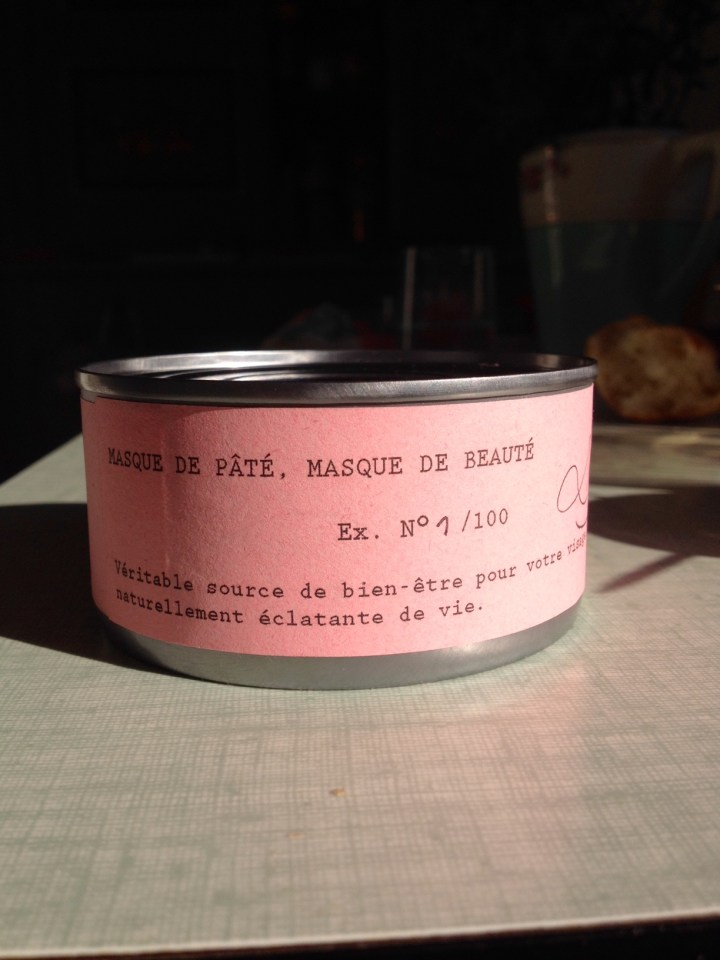 MASQUE DE PÂTÉ, MASQUE DE BEAUTÉ
Ex. N° 1 /100
Véritable source de bien-être pour votre visage
naturellement éclatante de vie.